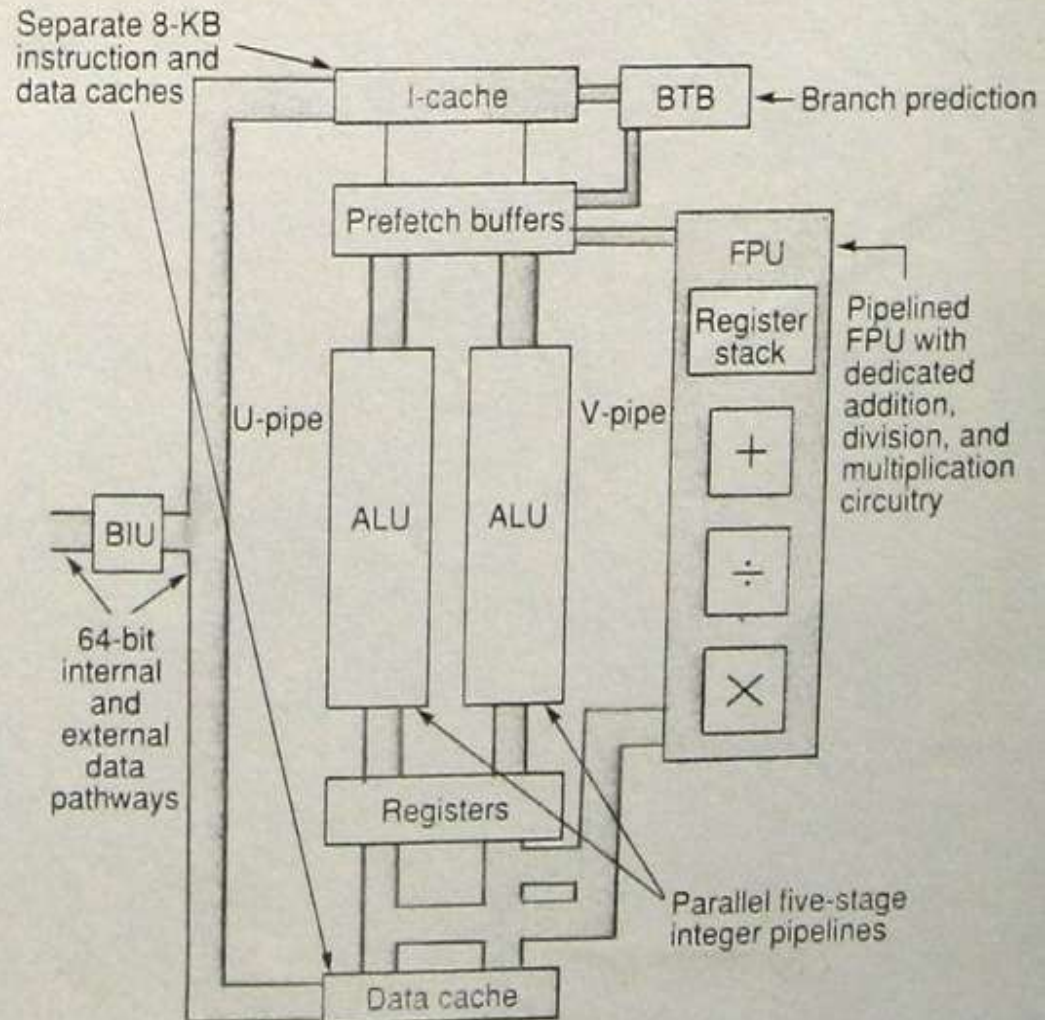 Separate 8-KB
instruction and
data caches
I-cache
BTB
Branch prediction
Prefetch buffers
FPU
Register
stack
Pipelined
FPU with
dedicated
addition,
division, and
multiplication
circuitry
U-pipe
V-pipe
+
ALU
ALU
BIU
÷
64-bit
internal
and
external
data
pathways
×
Registers
Parallel five-stage
integer pipelines
Data cache